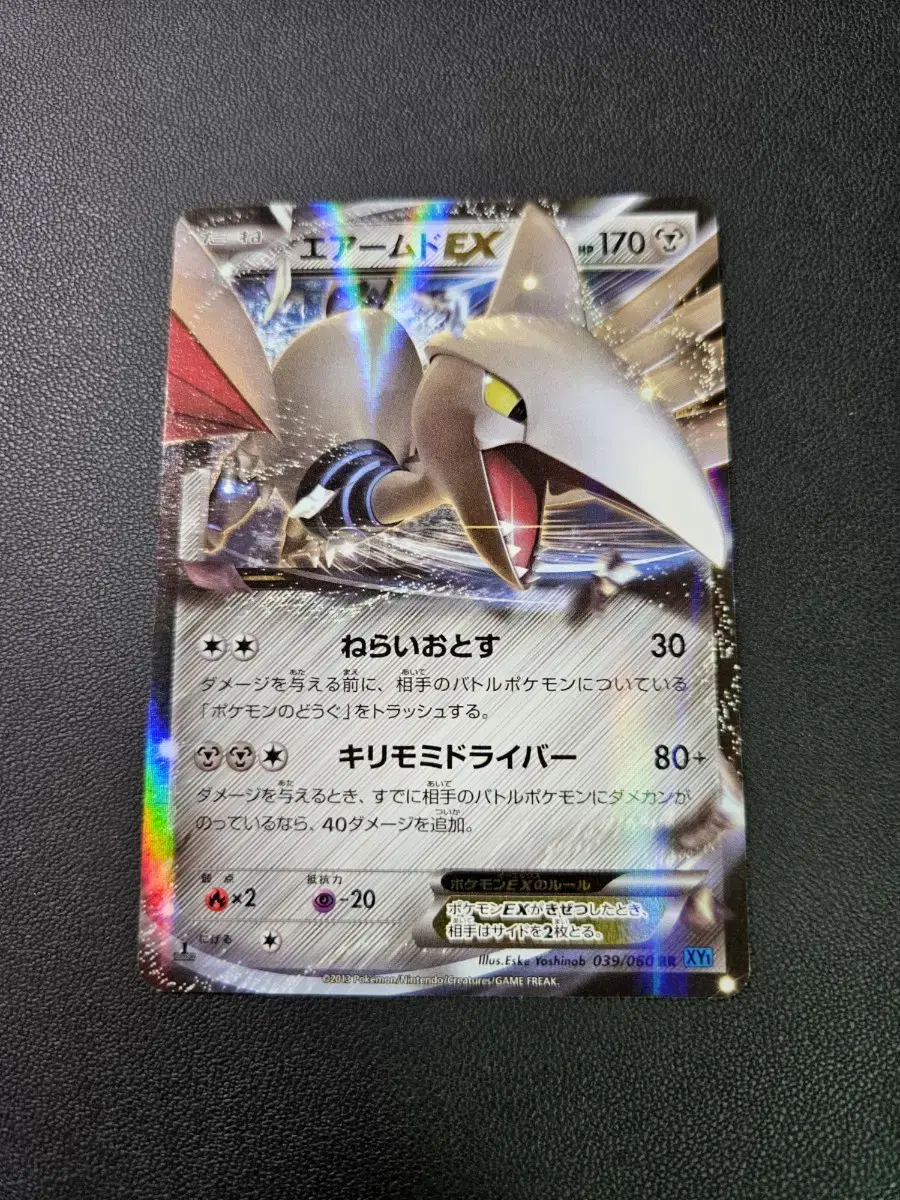 たね エアームドEX HP170
ねらいおとす 30
ダメージを与える前に、相手のバトルポケモンについている
「ポケモンのどうぐ」をトラッシュする。
キリモミドライバー 80+
ダメージを与えるとき、すでに相手のバトルポケモンにダメカンが
のっているなら、40ダメージを追加。
弱点 抵抗力
×2 -20
ポケモンEXのルール
ポケモンEXがきぜつしたとき、
相手はサイドを2枚とる。
にげる
Illus.Eske Yoshinob 039/060 RR XY1
©2013 Pokémon/Nintendo/Creatures/GAME FREAK.